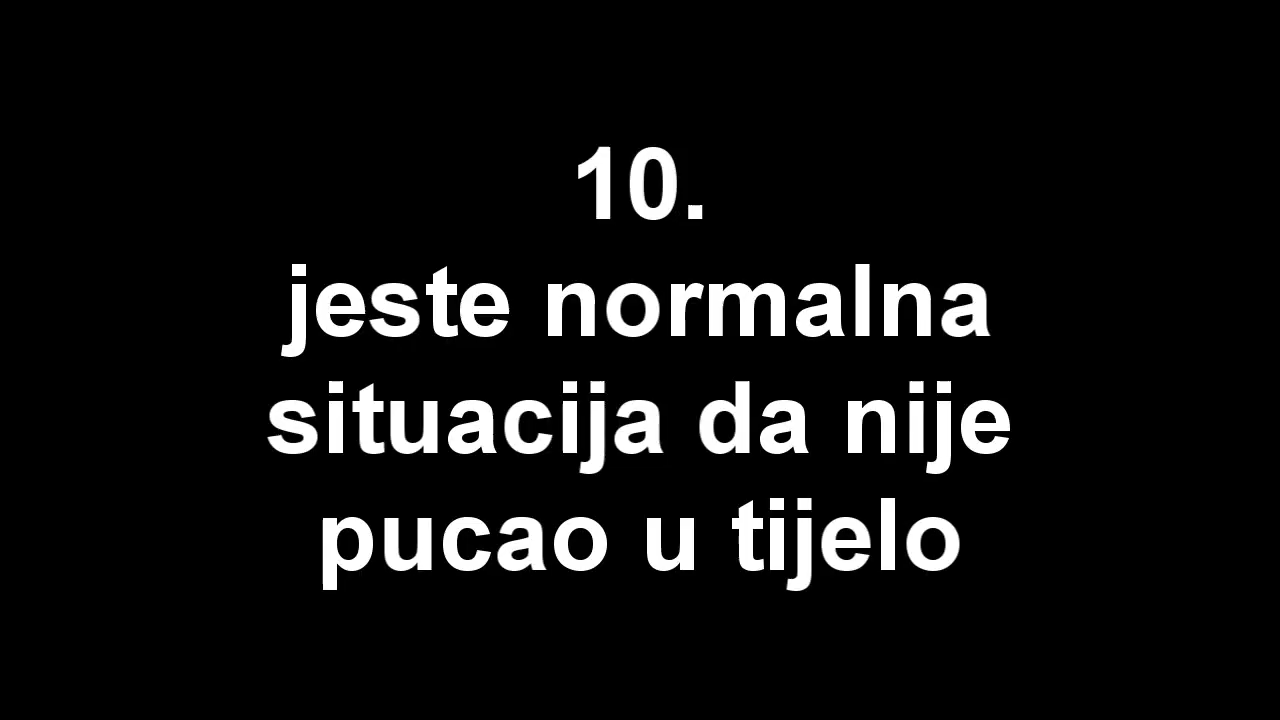 10.
jeste normalna
situacija da nije
pucao u tijelo